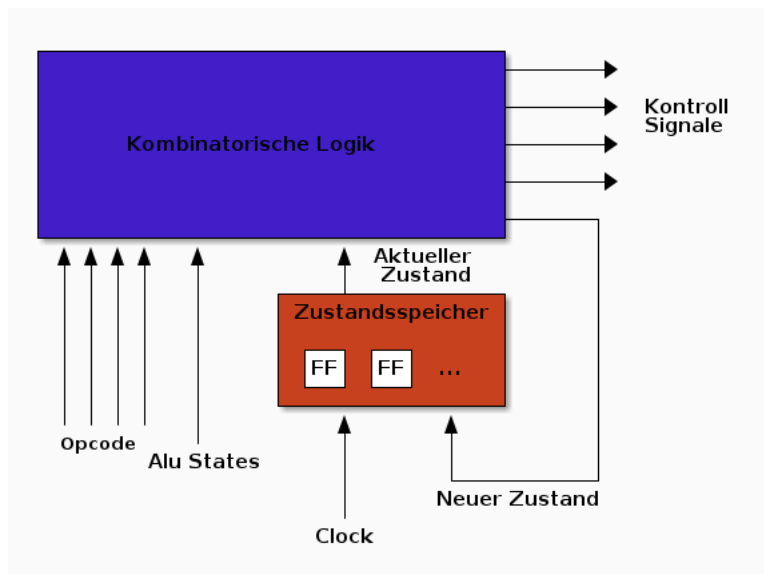 Kombinatorische Logik
Kontroll
Signale
Aktueller
Zustand
Zustandsspeicher
FF FF ...
Opcode
Alu States
Neuer Zustand
Clock